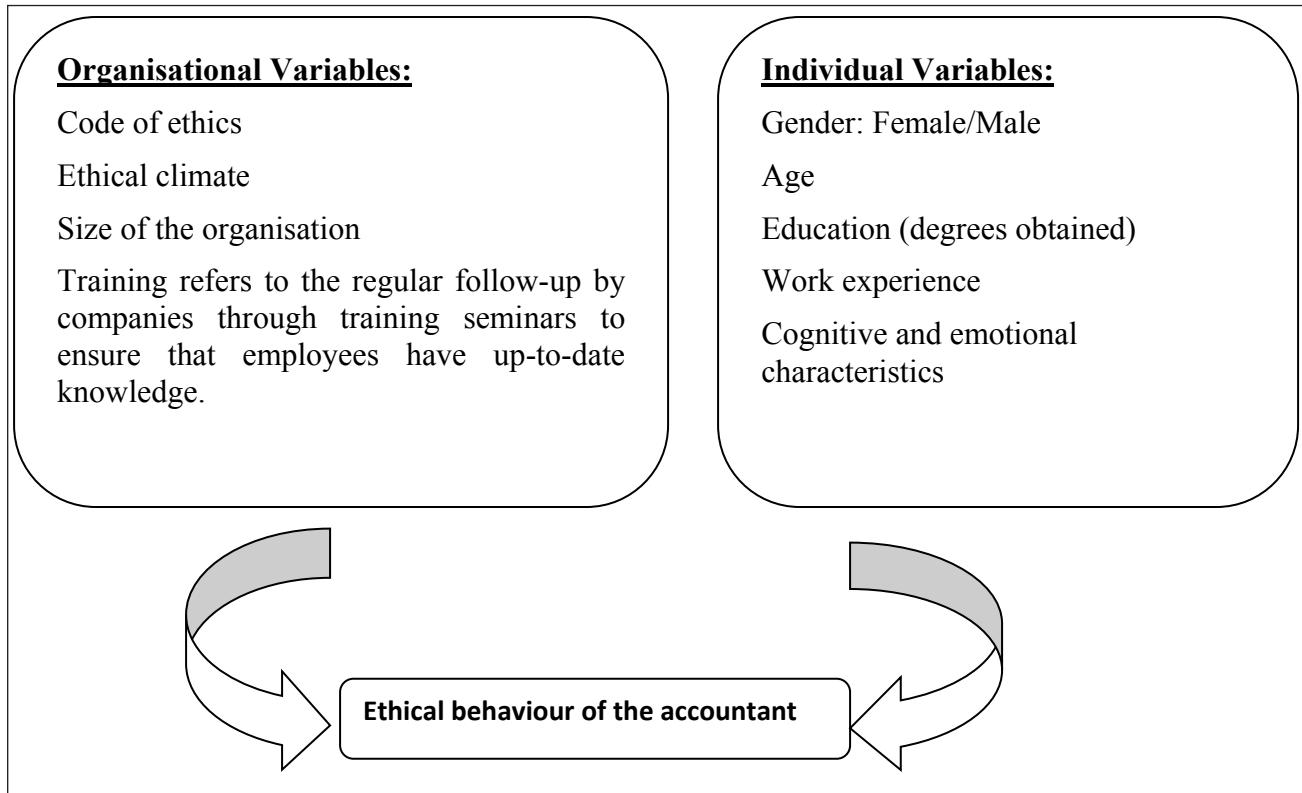 Organisational Variables:
Code of ethics
Ethical climate
Size of the organisation
Training refers to the regular follow-up by
companies through training seminars to
ensure that employees have up-to-date
knowledge.
Individual Variables:
Gender: Female/Male
Age
Education (degrees obtained)
Work experience
Cognitive and emotional
characteristics
Ethical behaviour of the accountant